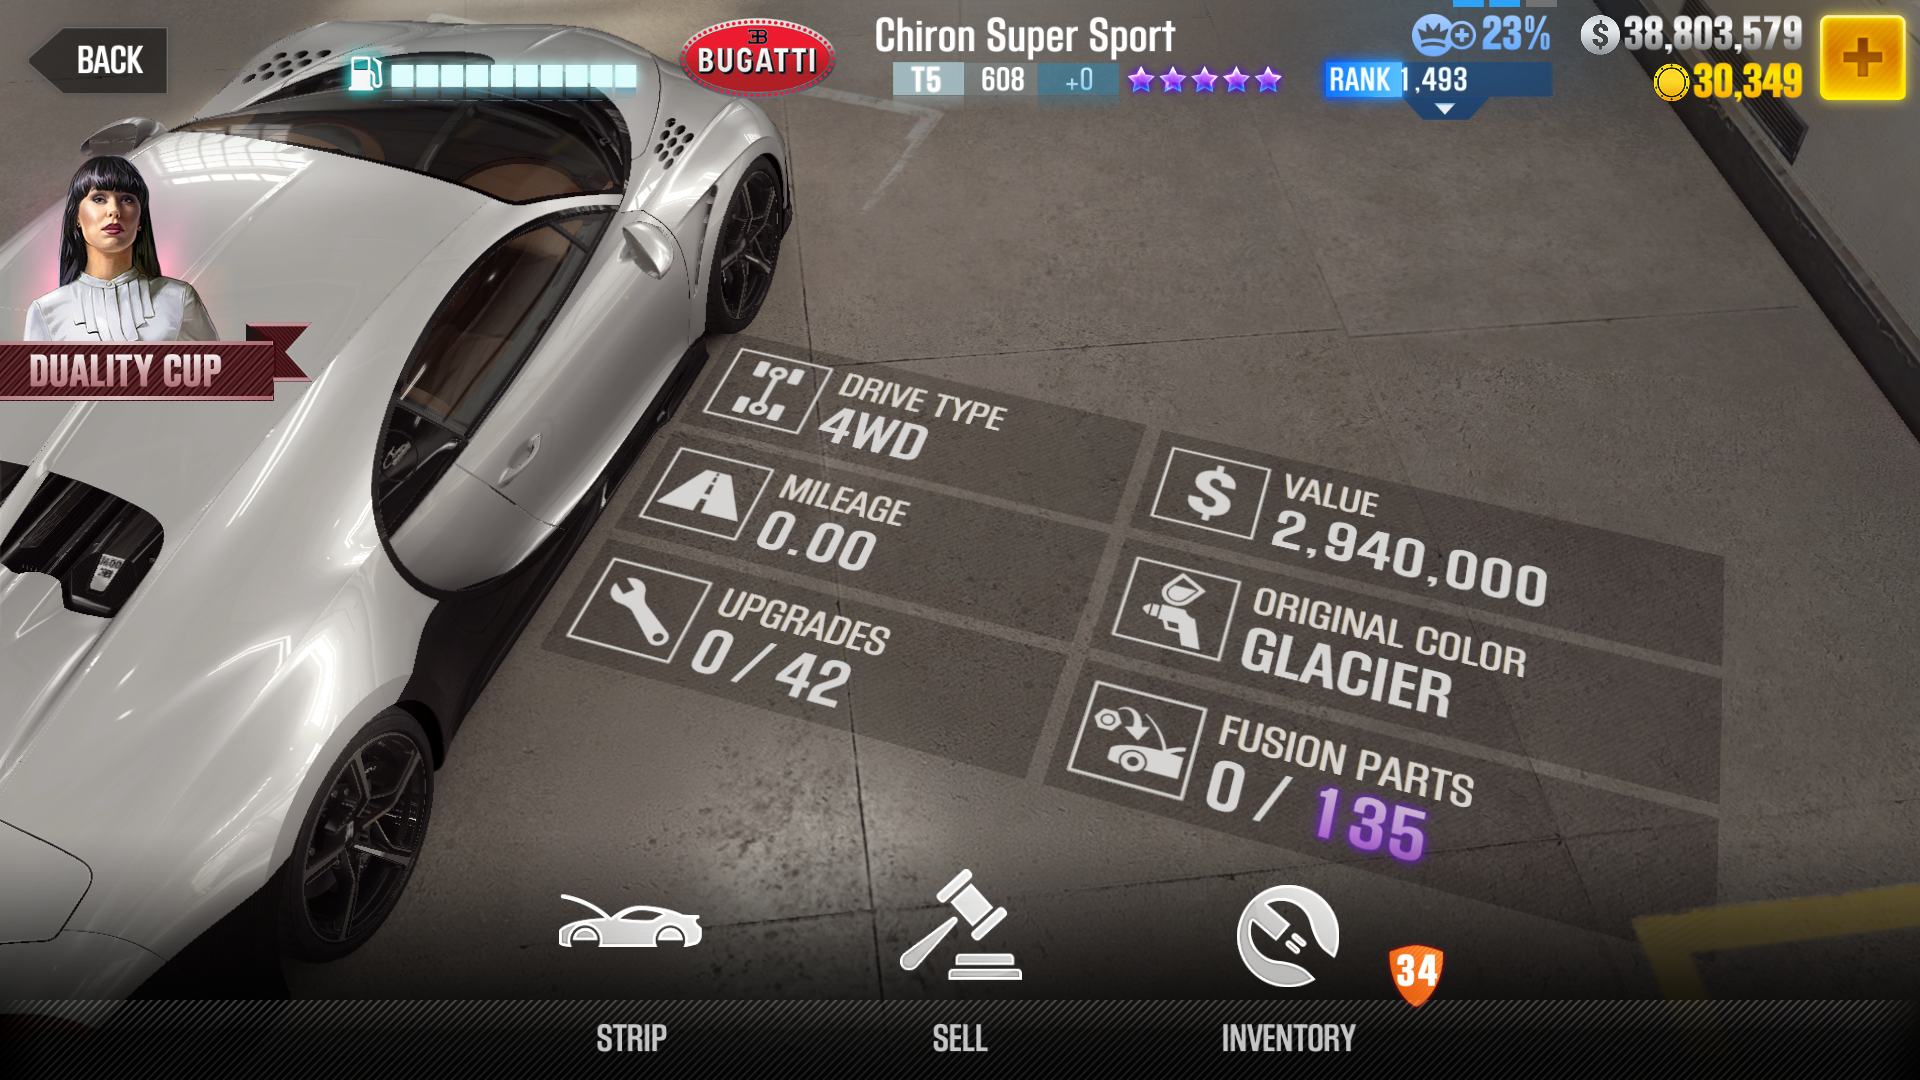 BACK
BUGATTI
Chiron Super Sport
T5 608 +0
23%
RANK 1,493
38,803,579
30,349
DUALITY CUP
DRIVE TYPE
4WD
MILEAGE
0.00
UPGRADES
0/42
VALUE
2,940,000
ORIGINAL COLOR
GLACIER
FUSION PARTS
0/ 135
34
STRIP
SELL
INVENTORY